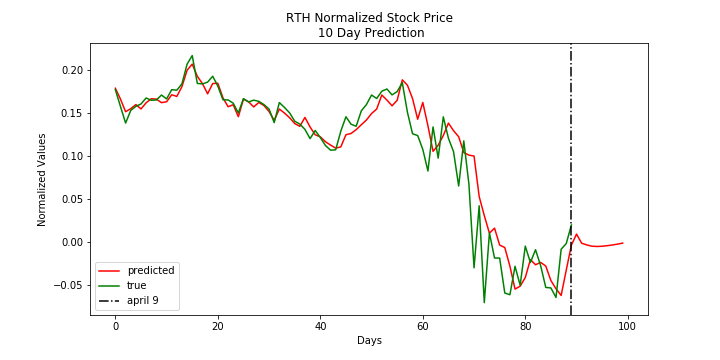 RTH Normalized Stock Price
10 Day Prediction
0.20
0.15
0.10
0.05
0.00
−0.05
Normalized Values
predicted
true
april 9
0 20 40 60 80 100
Days